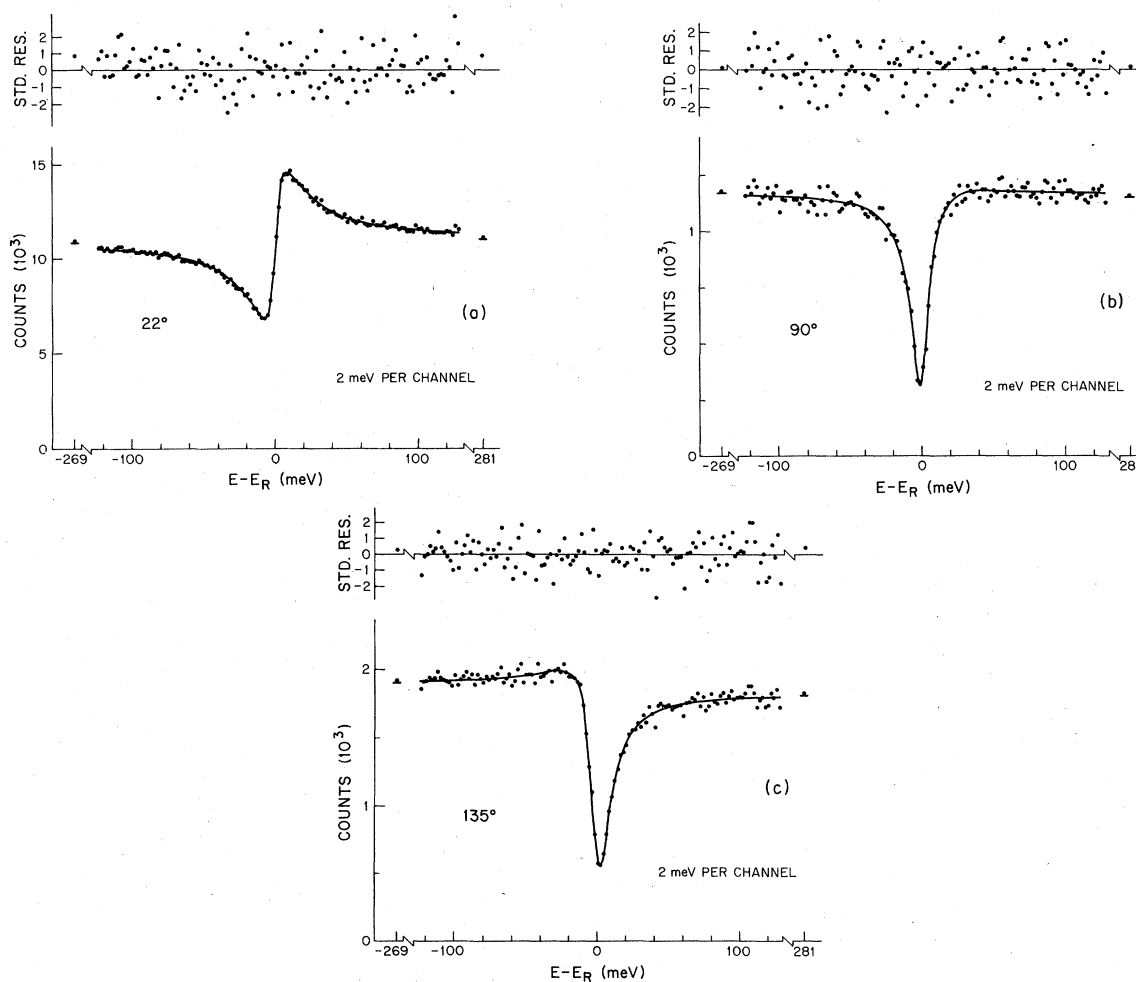 STD. RES.
2
1
0
-1
-2
COUNTS (10³)
15
10
5
0
22°
(a)
2 meV PER CHANNEL
-269 -100 0 100 281
E-E_R (meV)
STD. RES.
2
1
0
-1
-2
COUNTS (10³)
1
0
90°
(b)
2 meV PER CHANNEL
-269 -100 0 100 28
E-E_R (meV)
STD. RES.
2
1
0
-1
-2
COUNTS (10³)
2
1
0
135°
(c)
2 meV PER CHANNEL
-269 -100 0 100 281
E-E_R (meV)